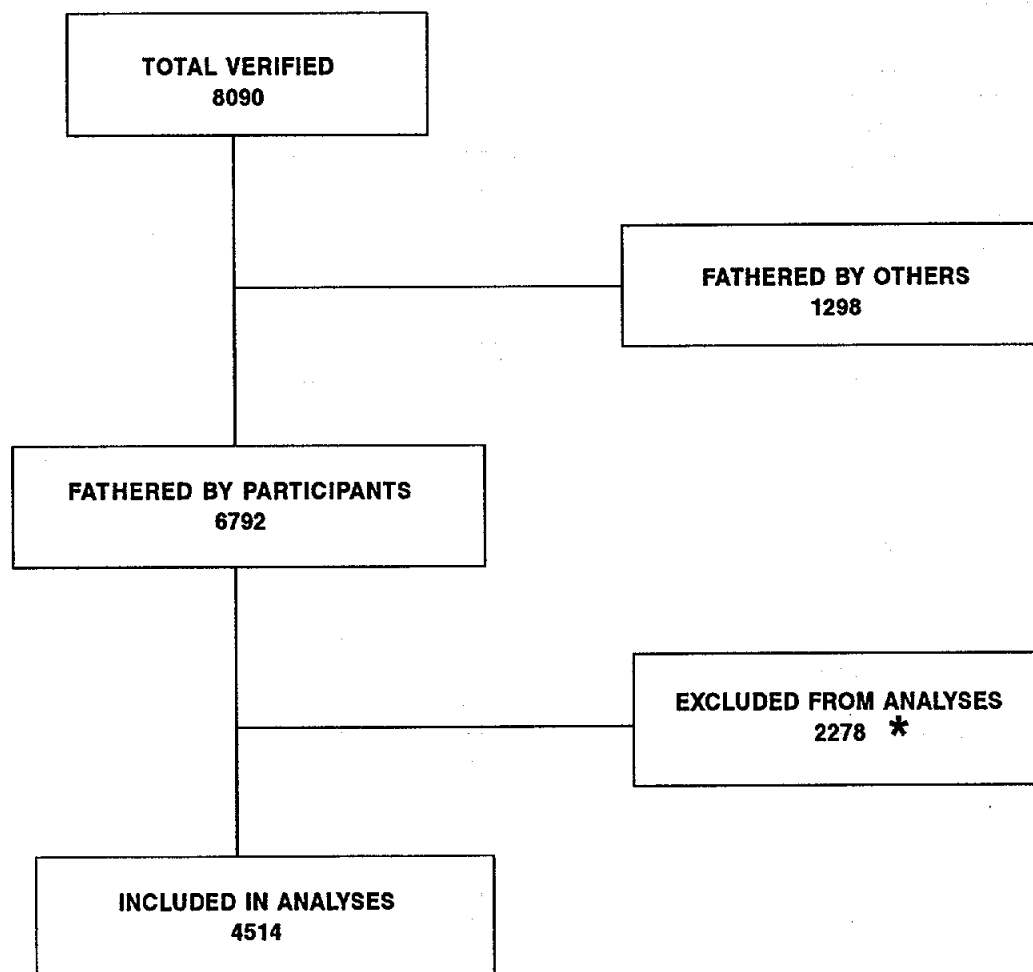 TOTAL VERIFIED
8090
FATHERED BY OTHERS
1298
FATHERED BY PARTICIPANTS
6792
EXCLUDED FROM ANALYSES
2278 *
INCLUDED IN ANALYSES
4514